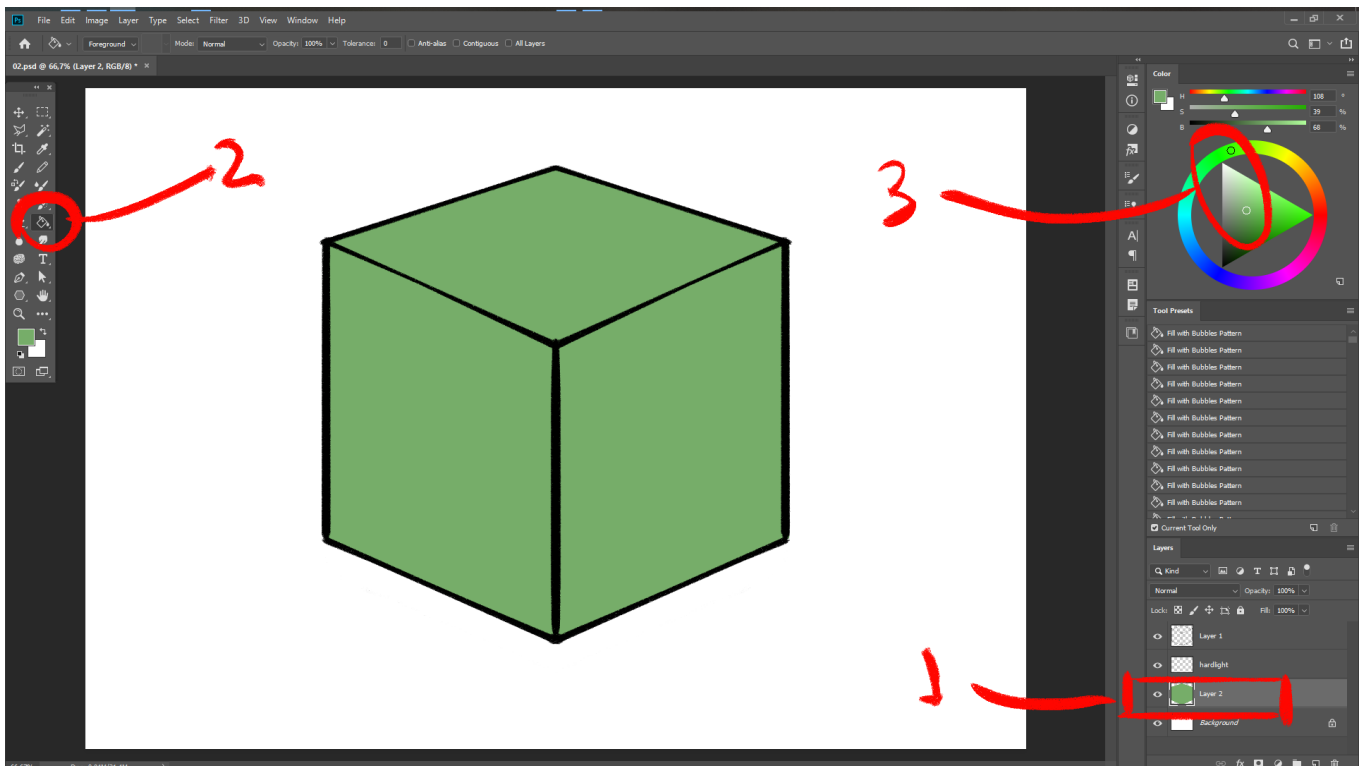 Ps File Edit Image Layer Type Select Filter 3D View Window Help
Foreground Mode: Normal Opacity: 100% Tolerance: 0 Anti-alias Contiguous All Layers
02.psd @ 66,7% (Layer 2, RGB/8) * ×
Color
H 108 °
S 39 %
B 68 %
2
3
Tool Presets
Fill with Bubbles Pattern
Fill with Bubbles Pattern
Fill with Bubbles Pattern
Fill with Bubbles Pattern
Fill with Bubbles Pattern
Fill with Bubbles Pattern
Fill with Bubbles Pattern
Fill with Bubbles Pattern
Fill with Bubbles Pattern
Fill with Bubbles Pattern
Fill with Bubbles Pattern
Current Tool Only
Layers
Kind
Normal Opacity: 100%
Lock: Fill: 100%
Layer 1
hardlight
1
Layer 2
Background